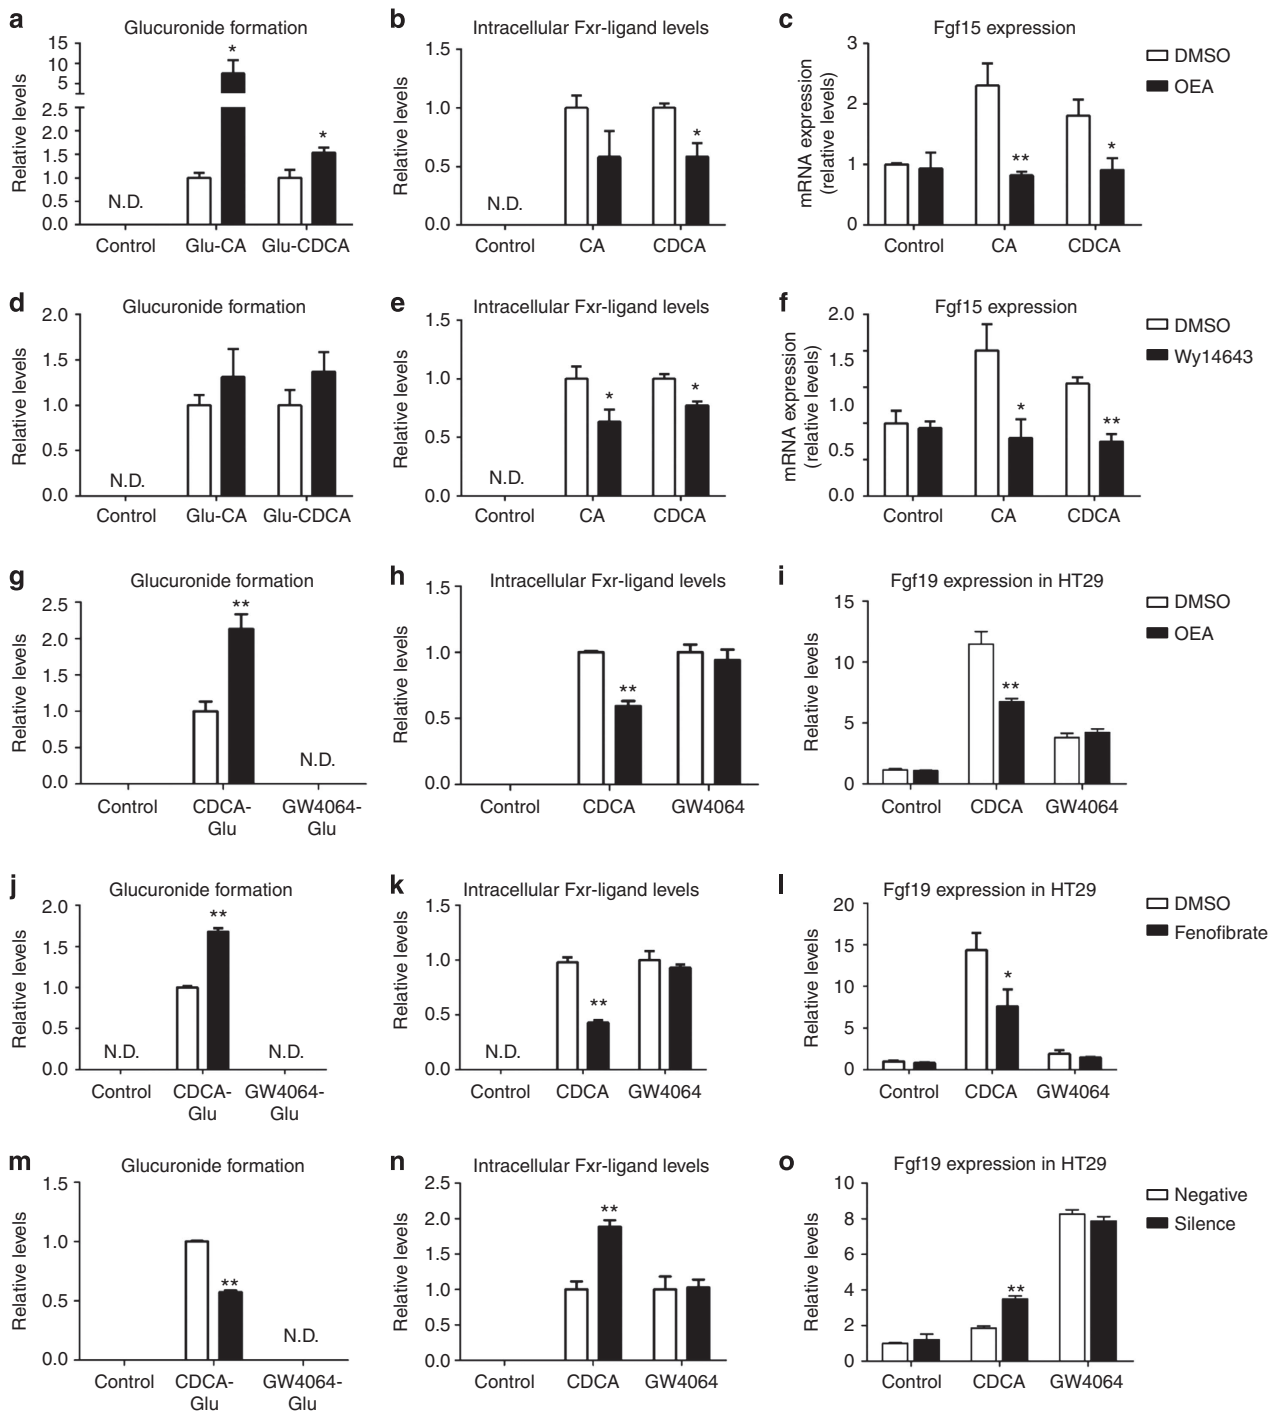 a
Glucuronide formation
Relative levels
15
10
5
2.5
2.0
1.5
1.0
0.5
0.0
*
*
N.D.
Control
Glu-CA
Glu-CDCA
b
Intracellular Fxr-ligand levels
Relative levels
1.5
1.0
0.5
0.0
*
N.D.
Control
CA
CDCA
c
Fgf15 expression
mRNA expression
(relative levels)
3
2
1
0
**
*
Control
CA
CDCA
DMSO
OEA
d
Glucuronide formation
Relative levels
2.0
1.5
1.0
0.5
0.0
N.D.
Control
Glu-CA
Glu-CDCA
e
Intracellular Fxr-ligand levels
Relative levels
1.5
1.0
0.5
0.0
*
*
N.D.
Control
CA
CDCA
f
Fgf15 expression
mRNA expression
(relative levels)
2.0
1.5
1.0
0.5
0.0
*
**
Control
CA
CDCA
DMSO
Wy14643
g
Glucuronide formation
Relative levels
2.5
2.0
1.5
1.0
0.5
0.0
**
N.D.
Control
CDCA-
Glu
GW4064-
Glu
h
Intracellular Fxr-ligand levels
Relative levels
1.5
1.0
0.5
0.0
**
Control
CDCA
GW4064
i
Fgf19 expression in HT29
Relative levels
15
10
5
0
**
Control
CDCA
GW4064
DMSO
OEA
j
Glucuronide formation
Relative levels
2.0
1.5
1.0
0.5
0.0
**
N.D.
N.D.
Control
CDCA-
Glu
GW4064-
Glu
k
Intracellular Fxr-ligand levels
Relative levels
1.5
1.0
0.5
0.0
**
N.D.
Control
CDCA
GW4064
l
Fgf19 expression in HT29
Relative levels
20
15
10
5
0
*
Control
CDCA
GW4064
DMSO
Fenofibrate
m
Glucuronide formation
Relative levels
1.5
1.0
0.5
0.0
**
N.D.
Control
CDCA-
Glu
GW4064-
Glu
n
Intracellular Fxr-ligand levels
Relative levels
2.5
2.0
1.5
1.0
0.5
0.0
**
Control
CDCA
GW4064
o
Fgf19 expression in HT29
Relative levels
10
8
6
4
2
0
**
Control
CDCA
GW4064
Negative
Silence